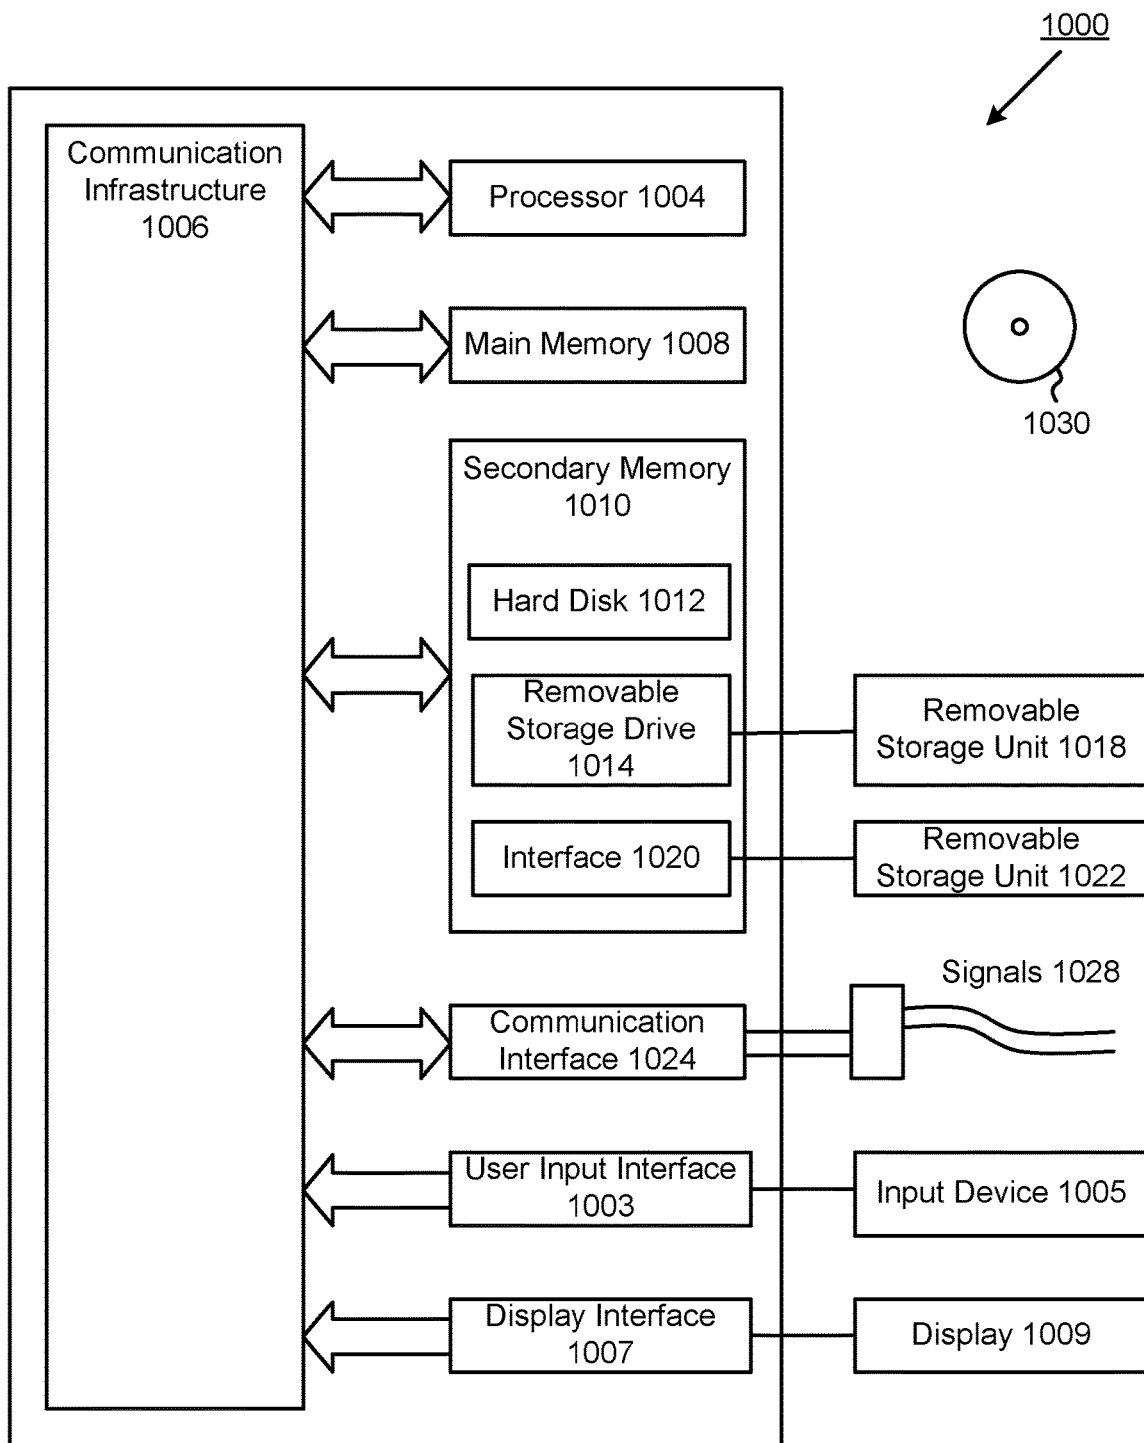 1000
Communication
Infrastructure
1006
Processor 1004
Main Memory 1008
1030
Secondary Memory
1010
Hard Disk 1012
Removable
Storage Drive
1014
Removable
Storage Unit 1018
Interface 1020
Removable
Storage Unit 1022
Signals 1028
Communication
Interface 1024
User Input Interface
1003
Input Device 1005
Display Interface
1007
Display 1009